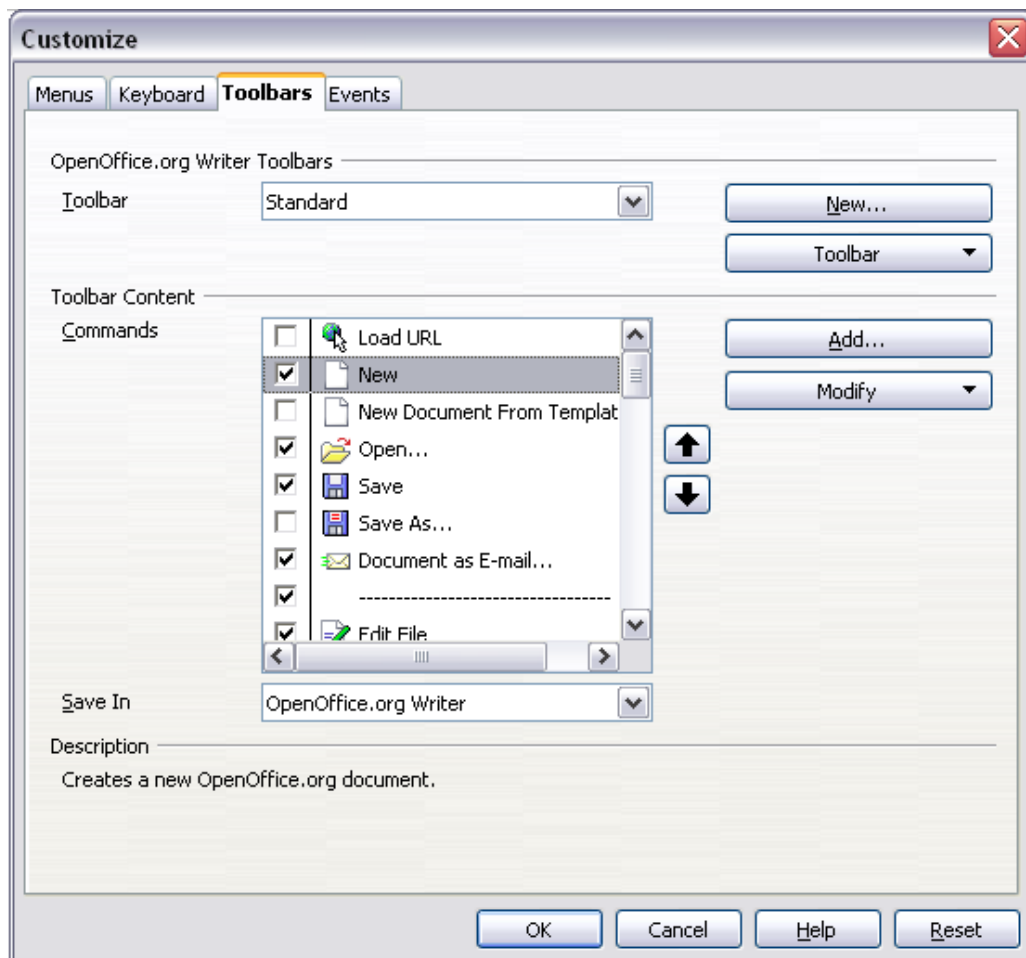 Customize
Menus Keyboard Toolbars Events
OpenOffice.org Writer Toolbars
Toolbar Standard New...
Toolbar
Toolbar Content
Commands Load URL Add...
New
Modify
New Document From Templat
Open...
Save
Save As...
Document as E-mail...
---------------------------------
Edit File
Save In OpenOffice.org Writer
Description
Creates a new OpenOffice.org document.
OK Cancel Help Reset